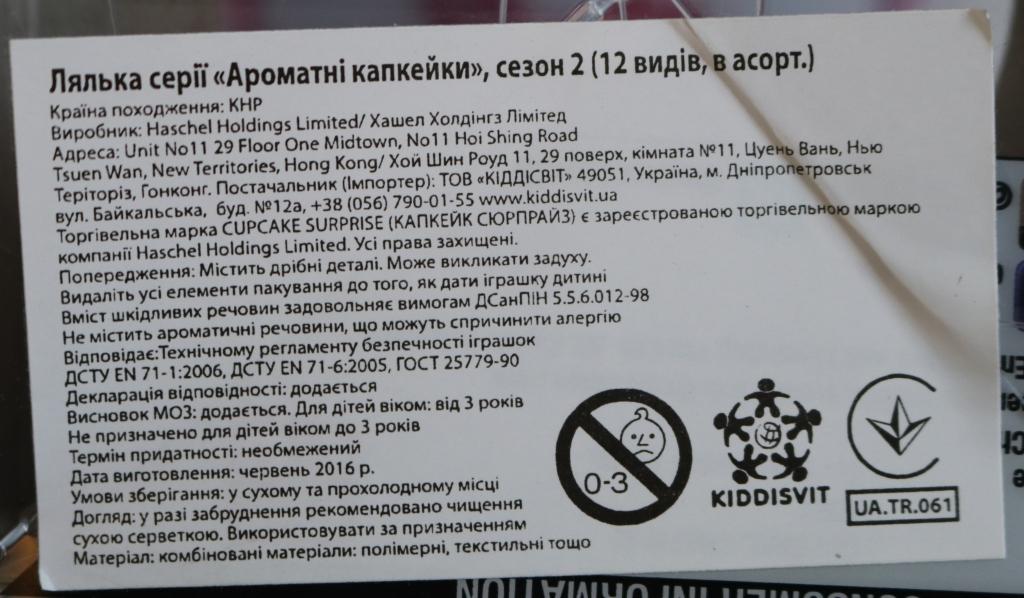 Лялька серії «Ароматні капкейки», сезон 2 (12 видів, в асорт.)
Країна походження: КНР
Виробник: Haschel Holdings Limited/ Хашел Холдінгз Лімітед
Адреса: Unit No11 29 Floor One Midtown, No11 Hoi Shing Road
Tsuen Wan, New Territories, Hong Kong/ Хой Шин Роуд 11, 29 поверх, кімната №11, Цуень Вань, Нью
Теріторіз, Гонконг. Постачальник (Імпортер): ТОВ «КІДДІСВІТ» 49051, Україна, м. Дніпропетровськ
вул. Байкальська, буд. №12а, +38 (056) 790-01-55 www.kiddisvit.ua
Торгівельна марка CUPCAKE SURPRISE (КАПКЕЙК СЮРПРАЙЗ) є зареєстрованою торгівельною маркою
компанії Haschel Holdings Limited. Усі права захищені.
Попередження: Містить дрібні деталі. Може викликати задуху.
Видаліть усі елементи пакування до того, як дати іграшку дитині
Вміст шкідливих речовин задовольняє вимогам ДСанПіН 5.5.6.012-98
Не містить ароматичні речовини, що можуть спричинити алергію
Відповідає:Технічному регламенту безпечності іграшок
ДСТУ EN 71-1:2006, ДСТУ EN 71-6:2005, ГОСТ 25779-90
Декларація відповідності: додається
Висновок МОЗ: додається. Для дітей віком: від 3 років
Не призначено для дітей віком до 3 років
Термін придатності: необмежений
Дата виготовлення: червень 2016 р.
Умови зберігання: у сухому та прохолодному місці
Догляд: у разі забруднення рекомендовано чищення
сухою серветкою. Використовувати за призначенням
Матеріал: комбіновані матеріали: полімерні, текстильні тощо
0-3
KIDDISVIT
UA.TR.061
CONSUMER INFORMATION